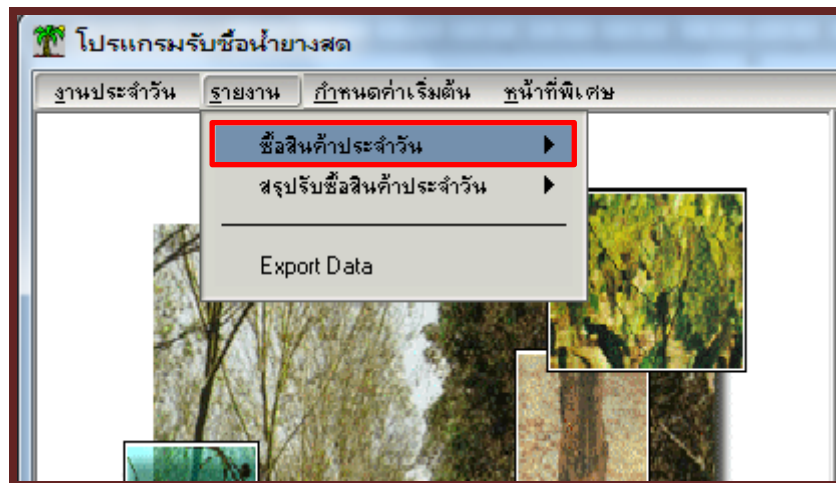 โปรแกรมรับซื้อน้ำยางสด
งานประจำวัน รายงาน กำหนดค่าเริ่มต้น หน้าที่พิเศษ
ซื้อสินค้าประจำวัน
สรุปรับซื้อสินค้าประจำวัน
Export Data